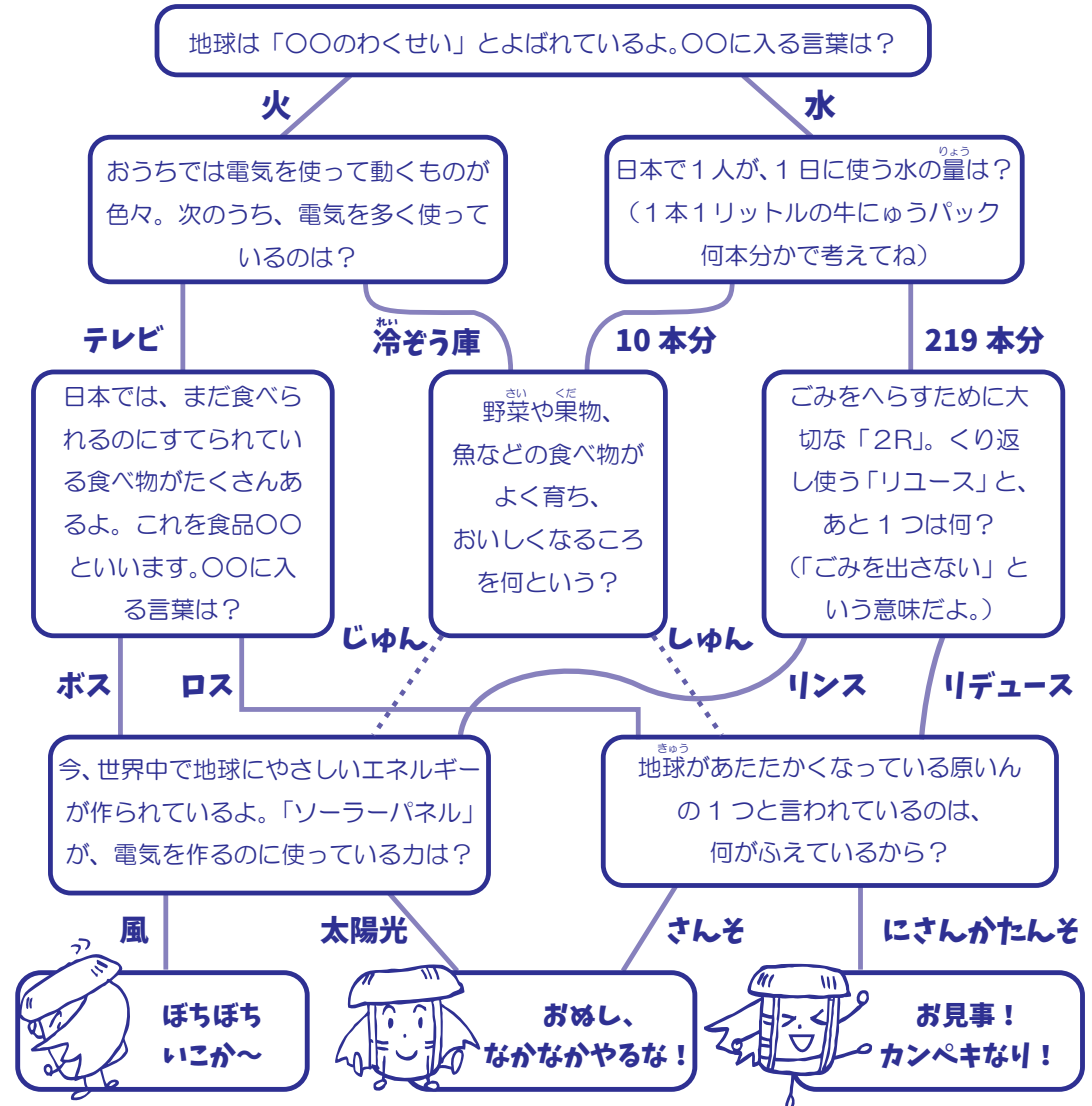 地球は「〇〇のわくせい」とよばれているよ。〇〇に入る言葉は？
火
水
おうちでは電気を使って動くものが
色々。次のうち、電気を多く使って
いるのは？
りょう
日本で１人が、１日に使う水の量は？
（１本１リットルの牛にゅうパック
何本分かで考えてね）
テレビ
れい
冷ぞう庫
10 本分
219 本分
日本では、まだ食べら
れるのにすてられてい
る食べ物がたくさんあ
るよ。これを食品〇〇
といいます。〇〇に入
る言葉は？
さい くだ
野菜や果物、
魚などの食べ物が
よく育ち、
おいしくなるころ
を何という？
ごみをへらすために大
切な「２R」。くり返
し使う「リユース」と、
あと１つは何？
（「ごみを出さない」と
いう意味だよ。）
じゅん
しゅん
ボス
ロス
リンス
リデュース
今、世界中で地球にやさしいエネルギー
が作られているよ。「ソーラーパネル」
が、電気を作るのに使っている力は？
きゅう
地球があたたかくなっている原いん
の１つと言われているのは、
何がふえているから？
風
太陽光
さんそ
にさんかたんそ
ぼちぼち
いこか〜
おぬし、
なかなかやるな！
お見事！
カンペキなり！